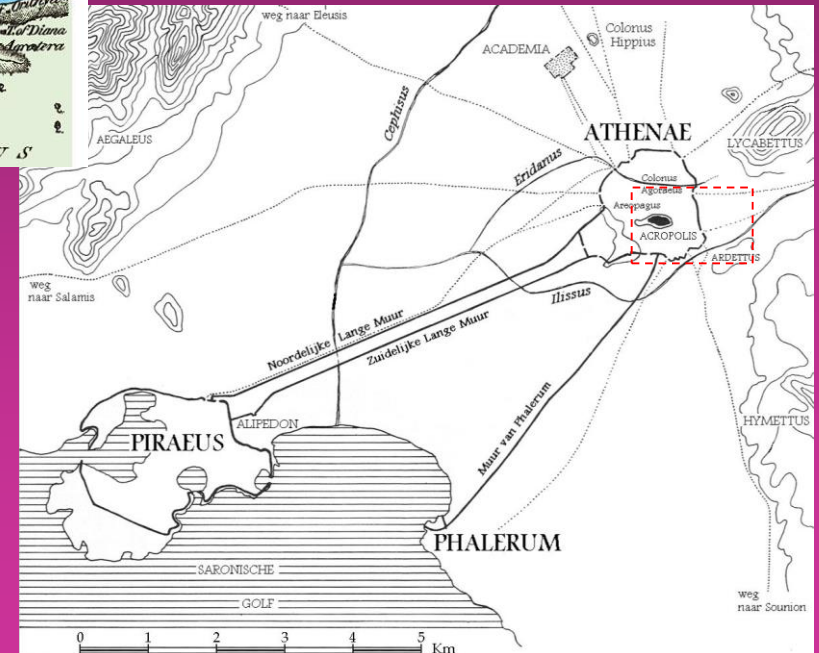 T. of Diana
Agrotera
S
weg naar Eleusis
Colonus
Hippius
ACADEMIA
Cephisus
ATHENAE
AEGALEUS
LYCABETTUS
Eridanus
Colonus
Agoraeus
Areopagus
ACROPOLIS
ARDETTUS
weg
naar Salamis
Ilissus
Noordelijke Lange Muur
Zuidelijke Lange Muur
ALIPEDON
PIRAEUS
HYMETTUS
Muur van Phalerum
PHALERUM
SARONISCHE
GOLF
weg
naar Sounion
0 1 2 3 4 5 Km